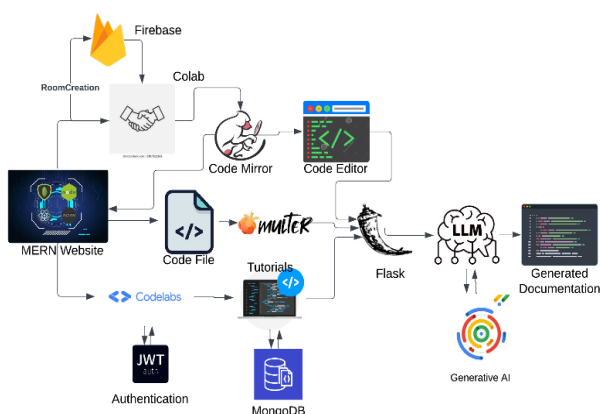 Firebase
RoomCreation
Colab
Code Mirror
Code Editor
</>
MERN Website
</>
Code File
multer
Flask
LLM
Generated
Documentation
Codelabs
Tutorials
</>
JWT
auth
Authentication
MongoDB
Generative AI